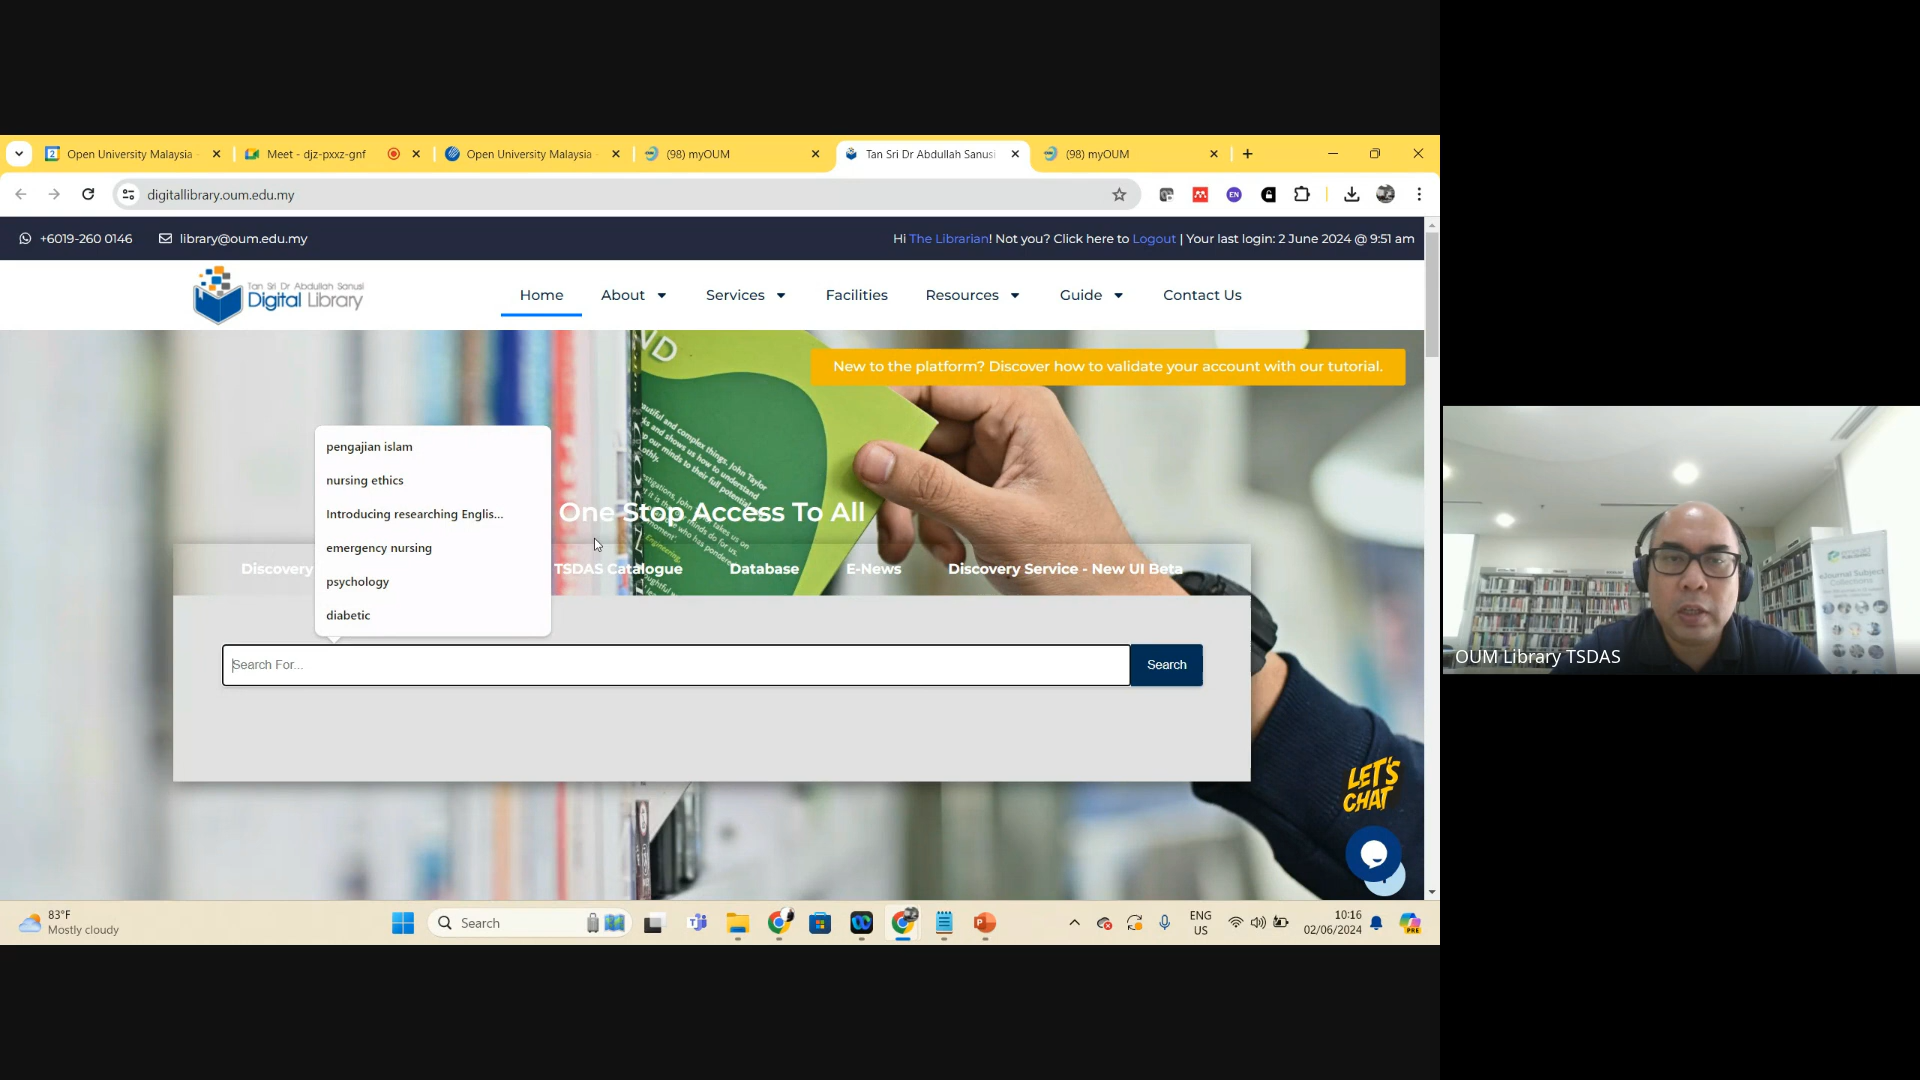 Open University Malaysia
Meet - djz-pxxz-gnf
Open University Malaysia
(98) myOUM
Tan Sri Dr Abdullah Sanusi
(98) myOUM
digitallibrary.oum.edu.my
+6019-260 0146
library@oum.edu.my
Hi The Librarian! Not you? Click here to Logout | Your last login: 2 June 2024 @ 9:51 am
Tan Sri Dr Abdullah Sanusi
Digital Library
Home
About
Services
Facilities
Resources
Guide
Contact Us
New to the platform? Discover how to validate your account with our tutorial.
pengajian islam
nursing ethics
Introducing researching Englis...
emergency nursing
psychology
diabetic
One Stop Access To All
Discovery
TSDAS Catalogue
Database
E-News
Discovery Service - New UI Beta
Search For...
Search
LET'S
CHAT
OUM Library TSDAS
eJournal Subject
Collections
83°F
Mostly cloudy
Search
ENG
US
10:16
02/06/2024